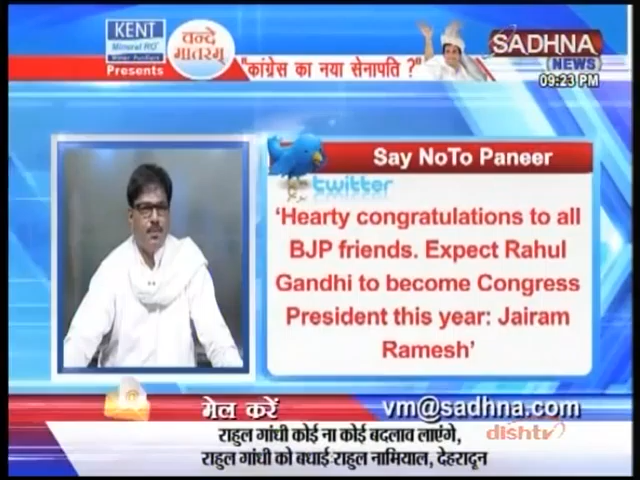 KENT
Mineral RO
Water Purifiers
Presents
वन्दे
मातरम्
"कांग्रेस का नया सेनापति ?"
SADHNA
NEWS
09:23 PM
Say NoTo Paneer
twitter
‘Hearty congratulations to all
BJP friends. Expect Rahul
Gandhi to become Congress
President this year: Jairam
Ramesh’
मेल करें
vm@sadhna.com
राहुल गांधी कोई ना कोई बदलाव लाएंगे,
dishtv
राहुल गांधी को बधाई राहुल नामियाल, देहरादून